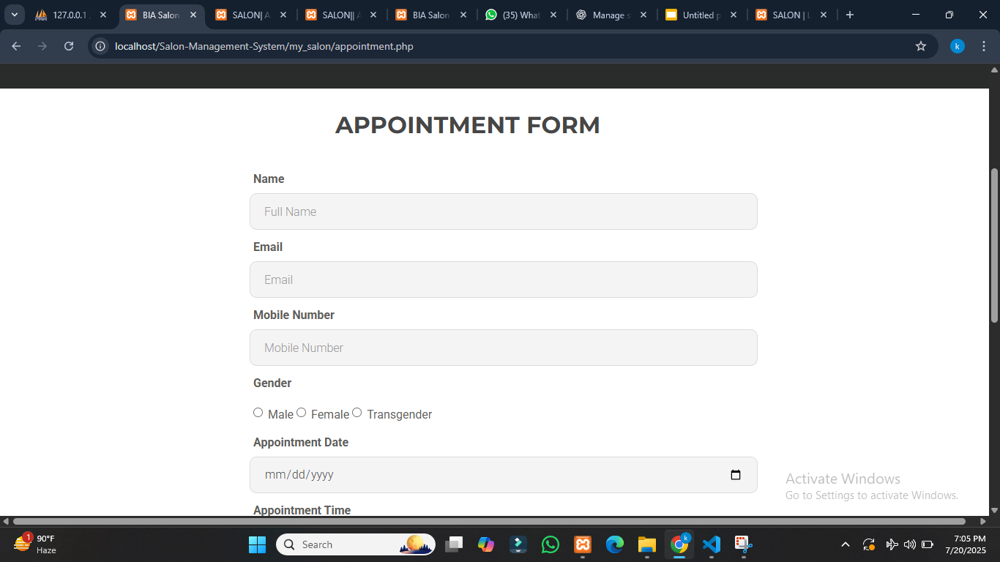 127.0.0.1
BIA Salon
SALON| A
SALON|| A
BIA Salon
(35) What
Manage s
Untitled p
SALON | L
localhost/Salon-Management-System/my_salon/appointment.php
k
APPOINTMENT FORM
Name
Full Name
Email
Email
Mobile Number
Mobile Number
Gender
Male Female Transgender
Appointment Date
mm/dd/yyyy
Appointment Time
Activate Windows
Go to Settings to activate Windows.
1
90°F
Haze
Search
k
7:05 PM
7/20/2025